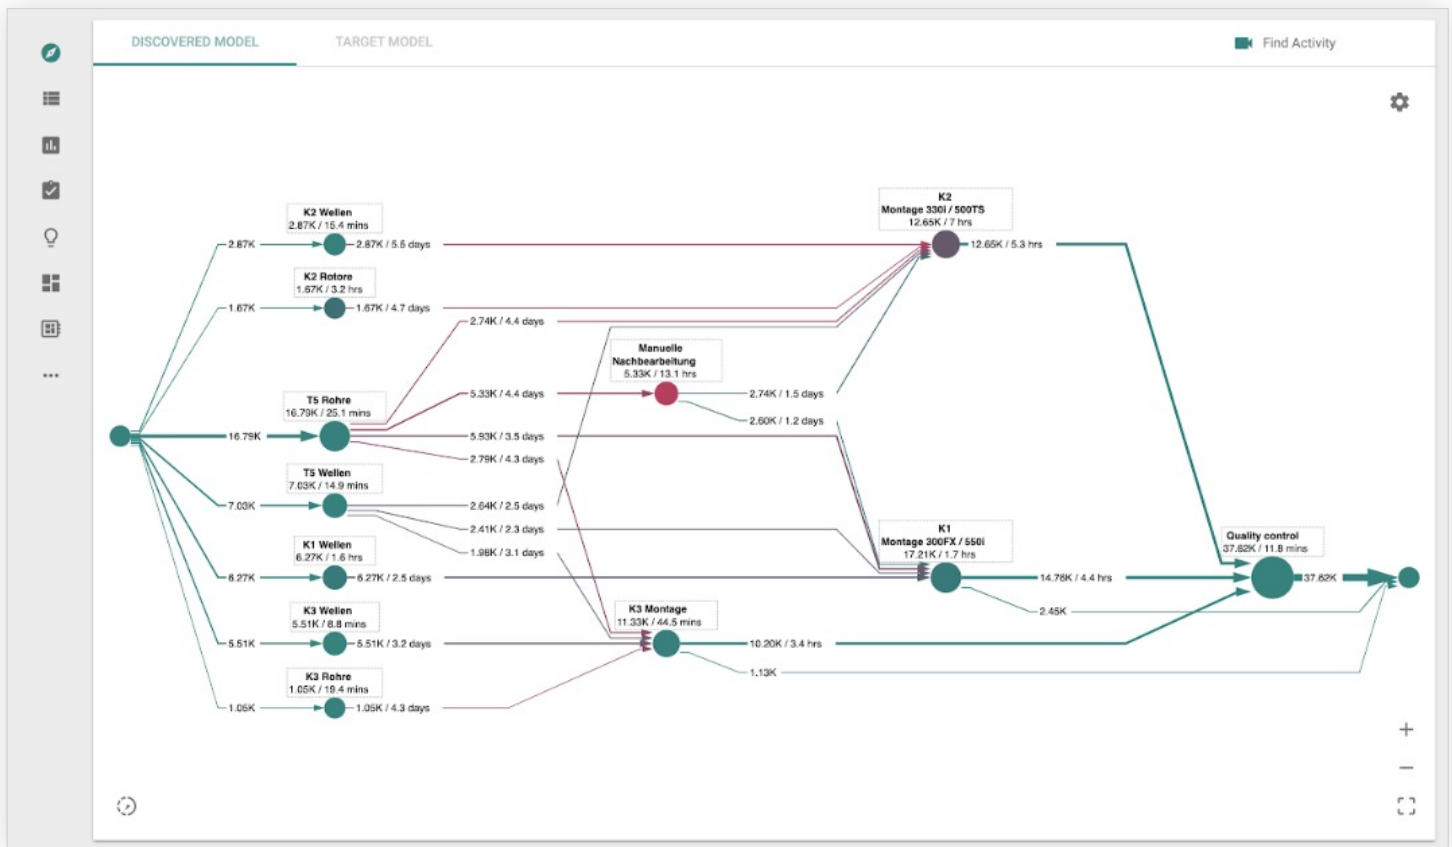 DISCOVERED MODEL
TARGET MODEL
Find Activity
K2 Wellen
2.87K / 15.4 mins
2.87K
2.87K / 5.5 days
K2 Rotore
1.67K / 3.2 hrs
1.67K
1.67K / 4.7 days
K2
Montage 330i / 500TS
12.65K / 7 hrs
12.65K / 5.3 hrs
2.74K / 4.4 days
Manuelle
Nachbearbeitung
5.33K / 13.1 hrs
5.33K / 4.4 days
2.74K / 1.5 days
2.60K / 1.2 days
T5 Rohre
16.79K / 25.1 mins
16.79K
5.93K / 3.5 days
2.79K / 4.3 days
T5 Wellen
7.03K / 14.9 mins
7.03K
2.64K / 2.5 days
2.41K / 2.3 days
1.98K / 3.1 days
K1 Wellen
6.27K / 1.6 hrs
6.27K
6.27K / 2.5 days
K1
Montage 300FX / 550i
17.21K / 1.7 hrs
14.76K / 4.4 hrs
2.45K
Quality control
37.62K / 11.8 mins
37.62K
K3 Wellen
5.51K / 8.8 mins
5.51K
5.51K / 3.2 days
K3 Montage
11.33K / 44.5 mins
10.20K / 3.4 hrs
1.13K
K3 Rohre
1.05K / 19.4 mins
1.05K
1.05K / 4.3 days